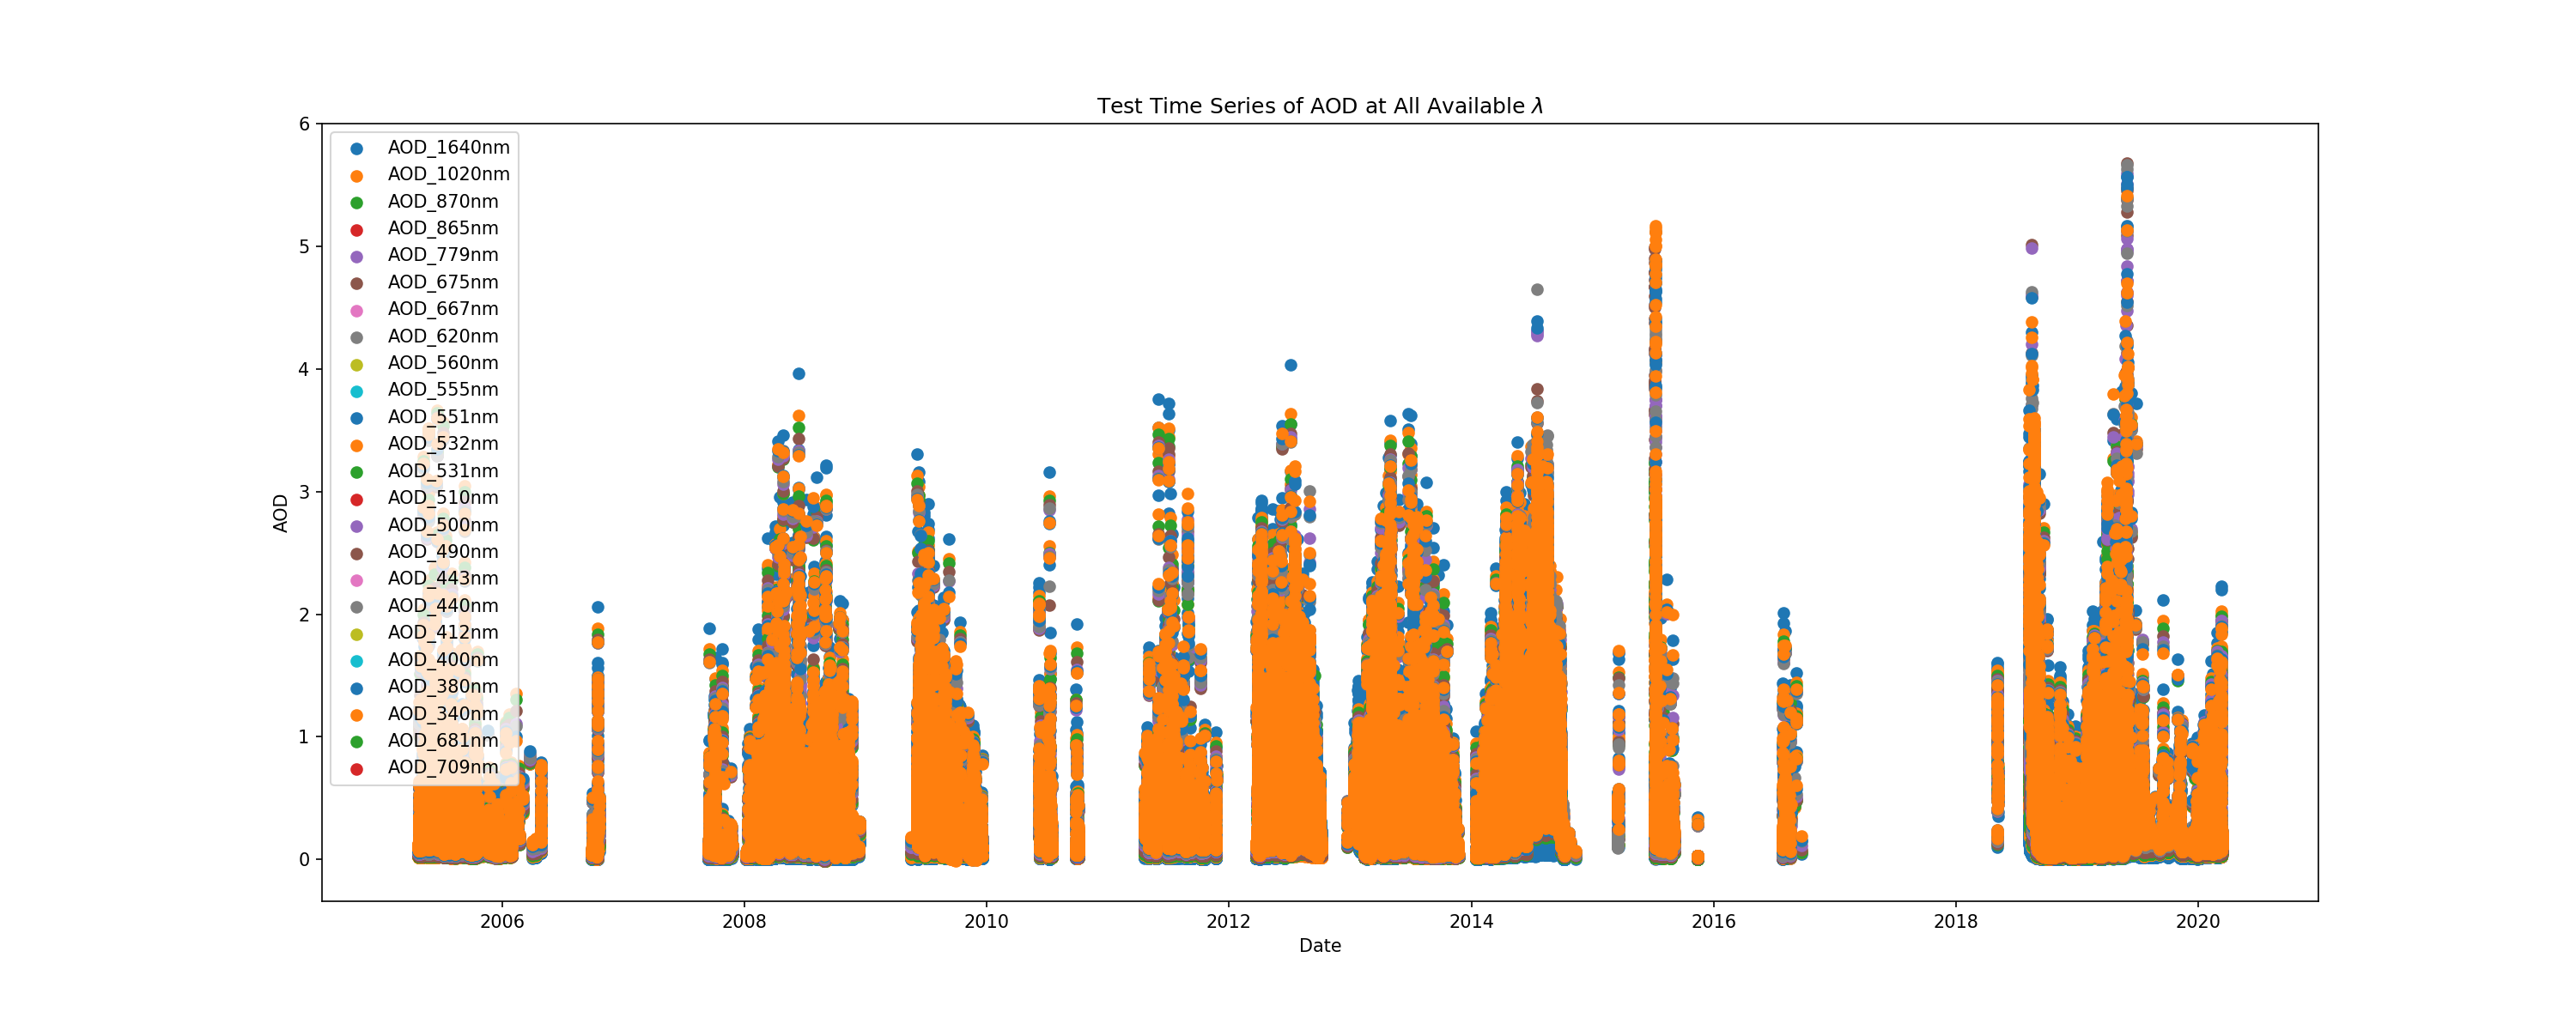 Test Time Series of AOD at All Available λ
6
5
4
3
2
1
0
AOD
AOD_1640nm
AOD_1020nm
AOD_870nm
AOD_865nm
AOD_779nm
AOD_675nm
AOD_667nm
AOD_620nm
AOD_560nm
AOD_555nm
AOD_551nm
AOD_532nm
AOD_531nm
AOD_510nm
AOD_500nm
AOD_490nm
AOD_443nm
AOD_440nm
AOD_412nm
AOD_400nm
AOD_380nm
AOD_340nm
AOD_681nm
AOD_709nm
2006 2008 2010 2012 2014 2016 2018 2020
Date